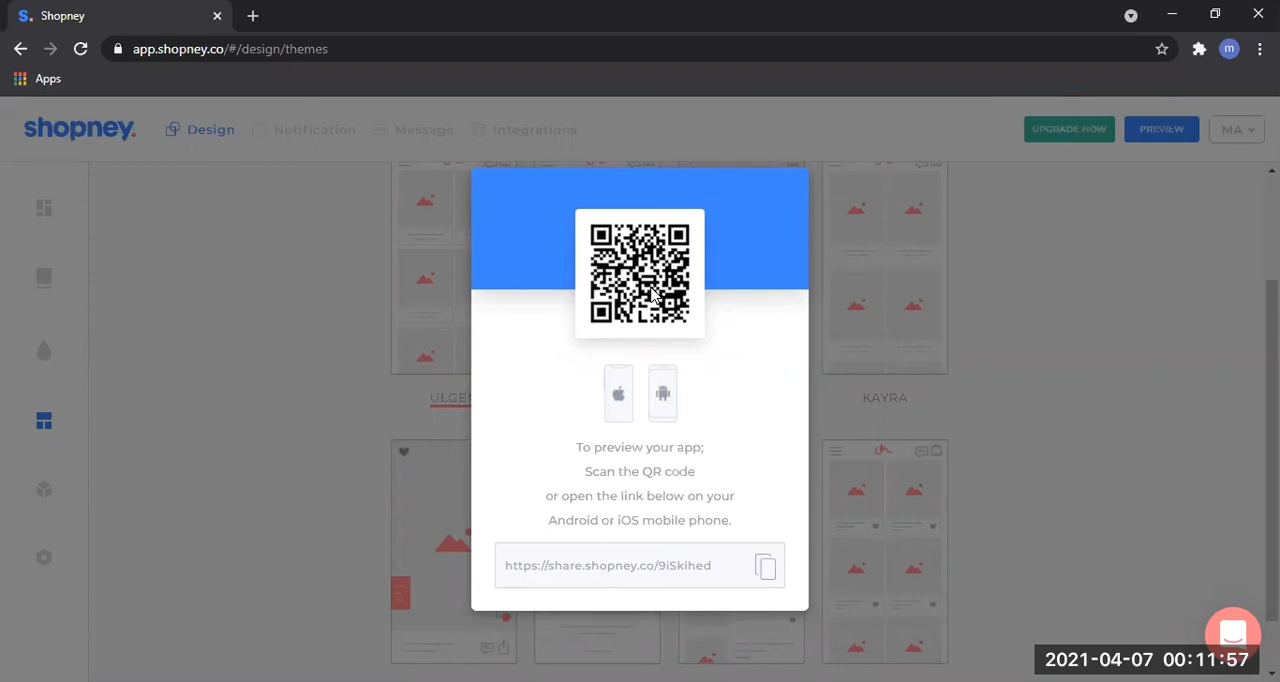 Shopney
app.shopney.co/#/design/themes
m
Apps
shopney.
Design
Notification
Message
Integrations
UPGRADE NOW
PREVIEW
MA
ULGE
KAYRA
To preview your app;
Scan the QR code
or open the link below on your
Android or iOS mobile phone.
https://share.shopney.co/9iSkihed
2021-04-07 00:11:57